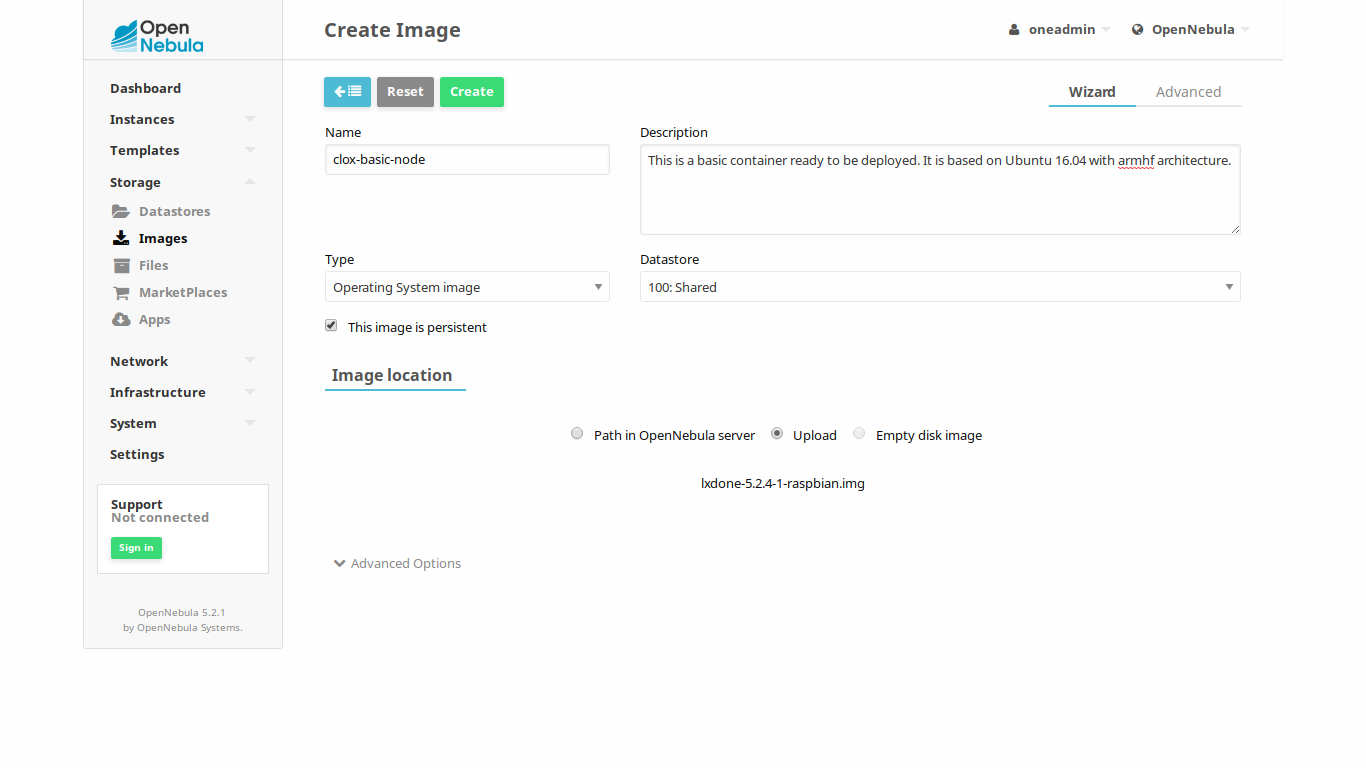 Open
Nebula
Create Image
oneadmin
OpenNebula
Dashboard
Instances
Templates
Storage
Datastores
Images
Files
MarketPlaces
Apps
Network
Infrastructure
System
Settings
Support
Not connected
Sign in
OpenNebula 5.2.1
by OpenNebula Systems.
Reset
Create
Wizard
Advanced
Name
clox-basic-node
Description
This is a basic container ready to be deployed. It is based on Ubuntu 16.04 with armhf architecture.
Type
Operating System image
Datastore
100: Shared
This image is persistent
Image location
Path in OpenNebula server
Upload
Empty disk image
lxdone-5.2.4-1-raspbian.img
Advanced Options